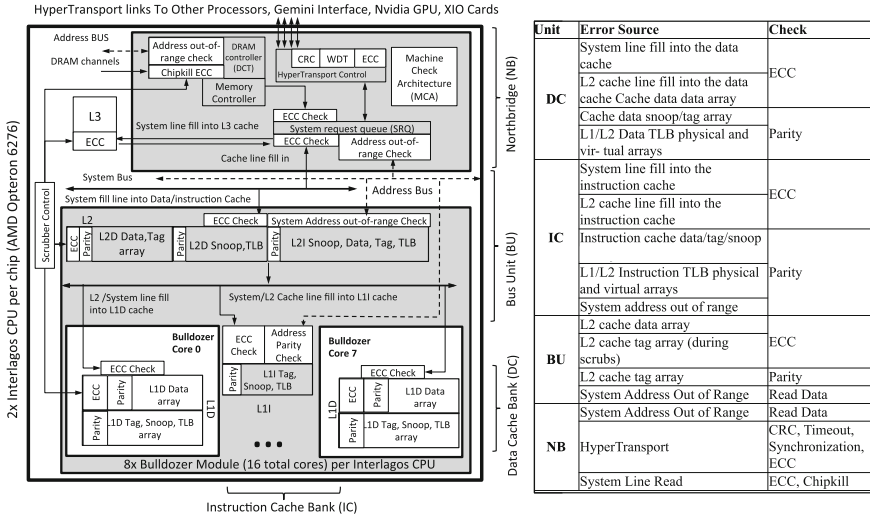 HyperTransport links To Other Processors, Gemini Interface, Nvidia GPU, XIO Cards
2x Interlagos CPU per chip (AMD Opteron 6276)
Address BUS
DRAM channels
Address out-of-
range check
Chipkill ECC
DRAM
controller
(DCT)
Memory
Controller
CRC
WDT
ECC
HyperTransport Control
Machine
Check
Architecture
(MCA)
L3
ECC
System line fill into L3 cache
ECC Check
System request queue (SRQ)
Address out-of-
range Check
Cache line fill in
Northbridge (NB)
System Bus
Address Bus
System fill line into Data/instruction Cache
Scrubber Control
L2
ECC Check
System Address out-of-range Check
ECC
Parity
L2D Data,Tag
array
Parity
L2D Snoop,TLB
Parity
L2I Snoop, Data, Tag, TLB
Bus Unit (BU)
L2 /System line fill
into L1D cache
System/L2 Cache line fill into L1I cache
Bulldozer
Core 0
ECC Check
ECC
Parity
L1D Data
array
Parity
L1D Tag, Snoop, TLB
array
L1D
ECC
Check
Address
Parity
Check
Parity
L1I Tag,
Snoop, TLB
L1I
Bulldozer
Core 7
ECC Check
ECC
Parity
L1D Data
array
Parity
L1D Tag, Snoop, TLB
array
L1D
Data Cache Bank (DC)
8x Bulldozer Module (16 total cores) per Interlagos CPU
Instruction Cache Bank (IC)
Unit Error Source Check
DC
System line fill into the data
cache
L2 cache line fill into the data
cache Cache data data array
ECC
Cache data snoop/tag array
L1/L2 Data TLB physical and
vir- tual arrays
Parity
IC
System line fill into the
instruction cache
L2 cache line fill into the
instruction cache
ECC
Instruction cache data/tag/snoop
L1/L2 Instruction TLB physical
and virtual arrays
System address out of range
Parity
BU
L2 cache data array
L2 cache tag array (during
scrubs)
ECC
L2 cache tag array Parity
System Address Out of Range Read Data
NB
System Address Out of Range Read Data
HyperTransport
CRC, Timeout,
Synchronization,
ECC
System Line Read ECC, Chipkill